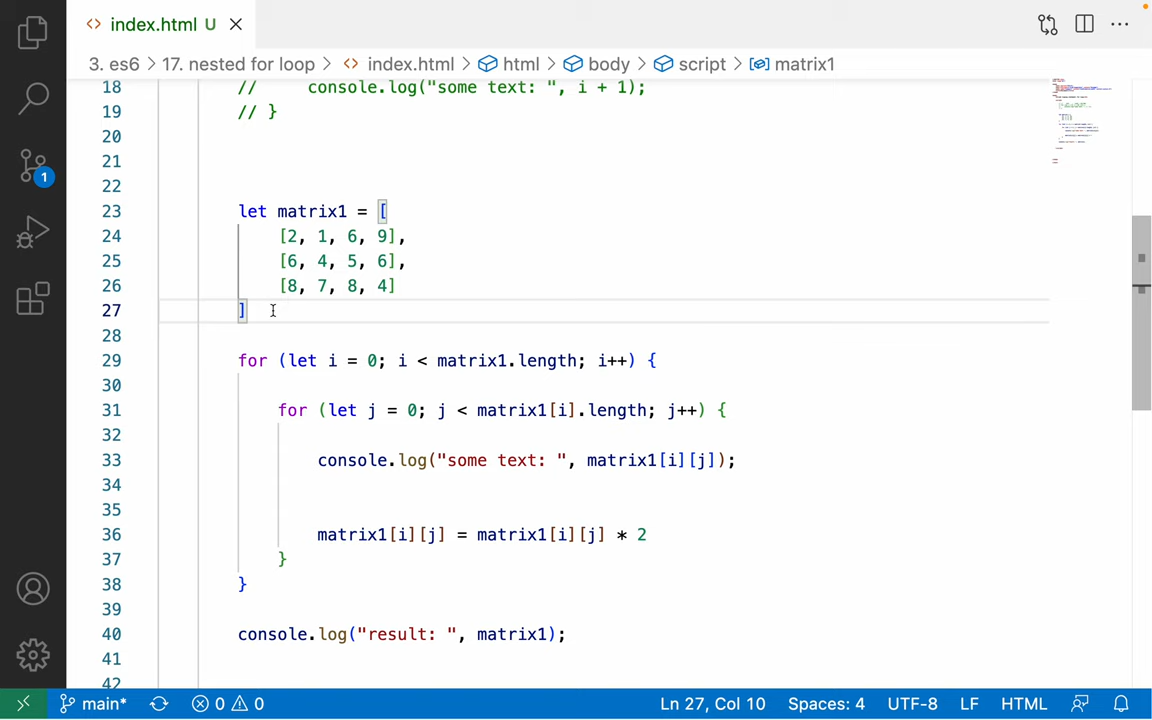 index.html U
3. es6 > 17. nested for loop > index.html > html > body > script > matrix1
18 // console.log("some text: ", i + 1);
19 // }
20
21
22
23 let matrix1 = [
24 [2, 1, 6, 9],
25 [6, 4, 5, 6],
26 [8, 7, 8, 4]
27 ]
28
29 for (let i = 0; i < matrix1.length; i++) {
30
31 for (let j = 0; j < matrix1[i].length; j++) {
32
33 console.log("some text: ", matrix1[i][j]);
34
35
36 matrix1[i][j] = matrix1[i][j] * 2
37 }
38 }
39
40 console.log("result: ", matrix1);
41
42
1
main* 0 0 Ln 27, Col 10 Spaces: 4 UTF-8 LF HTML